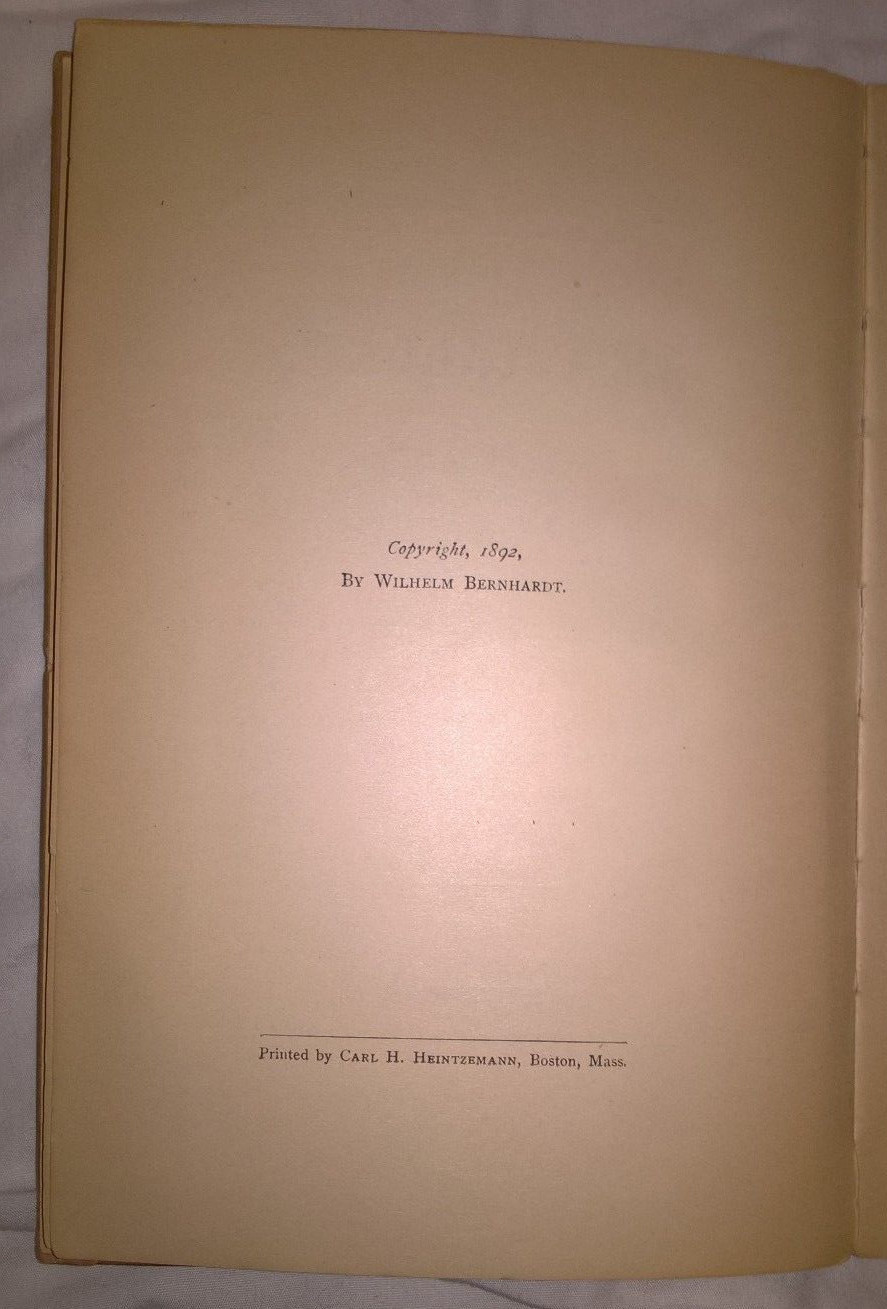 Copyright, 1892,
By Wilhelm Bernhardt.
Printed by Carl H. Heintzemann, Boston, Mass.